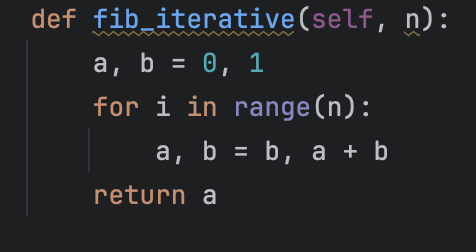 def fib_iterative(self, n):
    a, b = 0, 1
    for i in range(n):
        a, b = b, a + b
    return a